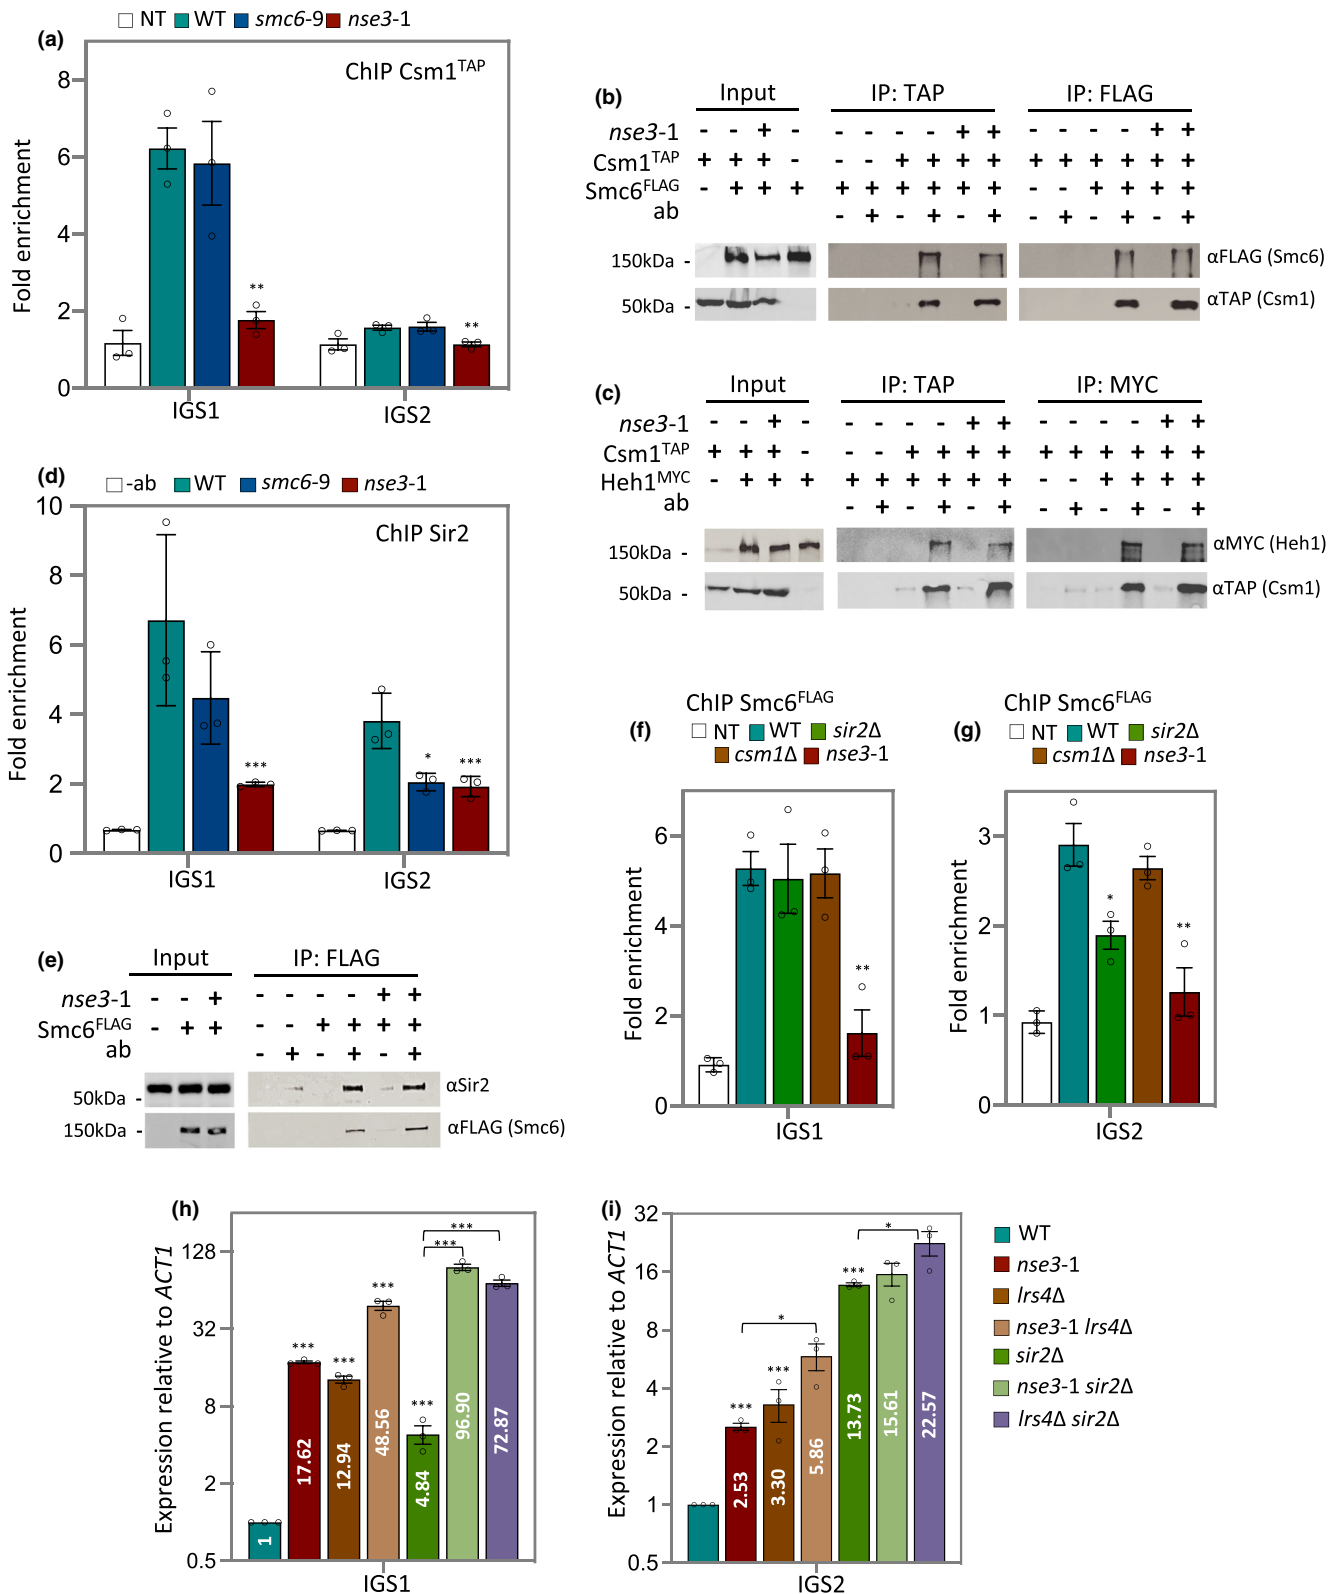 NT WT smc6-9 nse3-1
(a)
ChIP Csm1TAP
Fold enrichment
8
6
4
2
0
**
**
IGS1 IGS2
(b)
Input IP: TAP IP: FLAG
nse3-1 - - + - - - - - + + - - - - + +
Csm1TAP + + + - - - + + + + + + + + + +
Smc6FLAG - + + + + + + + + + - - + + + +
ab - + - + - + - + - + - +
150kDa - αFLAG (Smc6)
50kDa - αTAP (Csm1)
(c)
Input IP: TAP IP: MYC
nse3-1 - - + - - - - - + + - - - - + +
Csm1TAP + + + - - - + + + + + + + + + +
Heh1MYC - + + + + + + + + + - - + + + +
ab - + - + - + - + - + - +
150kDa - αMYC (Heh1)
50kDa - αTAP (Csm1)
(d)
-ab WT smc6-9 nse3-1
ChIP Sir2
Fold enrichment
10
8
6
4
2
0
***
* ***
IGS1 IGS2
(e)
Input IP: FLAG
nse3-1 - - + - - - - + +
Smc6FLAG - + + - - + + + +
ab - + - + - +
50kDa - αSir2
150kDa - αFLAG (Smc6)
(f)
ChIP Smc6FLAG
NT WT sir2Δ
csm1Δ nse3-1
Fold enrichment
6
4
2
0
**
IGS1
(g)
ChIP Smc6FLAG
NT WT sir2Δ
csm1Δ nse3-1
Fold enrichment
3
2
1
0
*
**
IGS2
(h)
Expression relative to ACT1
128
32
8
2
0.5
***
***
***
***
***
***
1
17.62
12.94
48.56
4.84
96.90
72.87
IGS1
(i)
Expression relative to ACT1
32
16
8
4
2
1
0.5
***
***
*
***
*
2.53
3.30
5.86
13.73
15.61
22.57
IGS2
WT
nse3-1
lrs4Δ
nse3-1 lrs4Δ
sir2Δ
nse3-1 sir2Δ
lrs4Δ sir2Δ